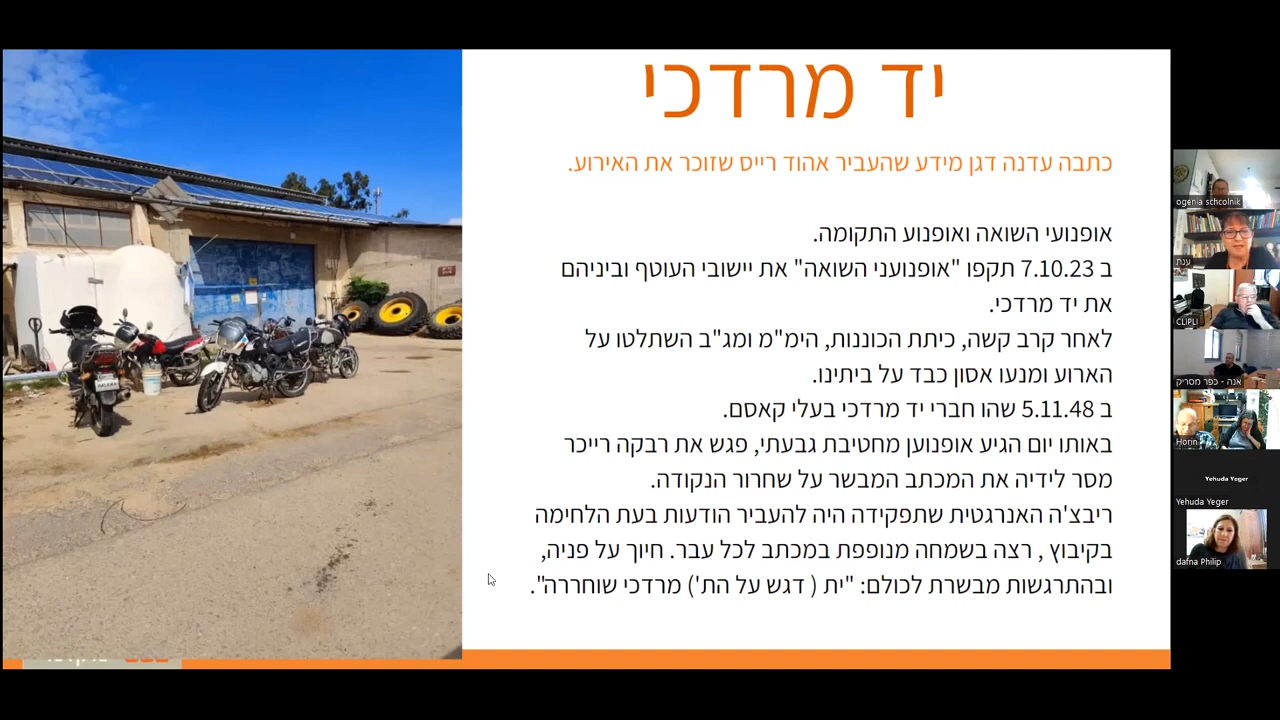 יד מרדכי
כתבה עדנה דגן מידע שהעביר אהוד רייס שזוכר את האירוע.
אופנועי השואה ואופנוע התקומה.
ב 7.10.23 תקפו "אופנועני השואה" את יישובי העוטף וביניהם
את יד מרדכי.
לאחר קרב קשה, כיתת הכוננות, הימ"מ ומג"ב השתלטו על
הארוע ומנעו אסון כבד על ביתינו.
ב 5.11.48 שהו חברי יד מרדכי בעלי קאסם.
באותו יום הגיע אופנוען מחטיבת גבעתי, פגש את רבקה רייכר
מסר לידיה את המכתב המבשר על שחרור הנקודה.
ריבצ'ה האנרגטית שתפקידה היה להעביר הודעות בעת הלחימה
בקיבוץ , רצה בשמחה מנופפת במכתב לכל עבר. חיוך על פניה,
ובהתרגשות מבשרת לכולם: "ית ( דגש על הת') מרדכי שוחררה".
ogenia schcolnik
ענת
CLIPLI
אנה - כפר מסריק
Horin
Yehuda Yeger
Yehuda Yeger
dafna Philip